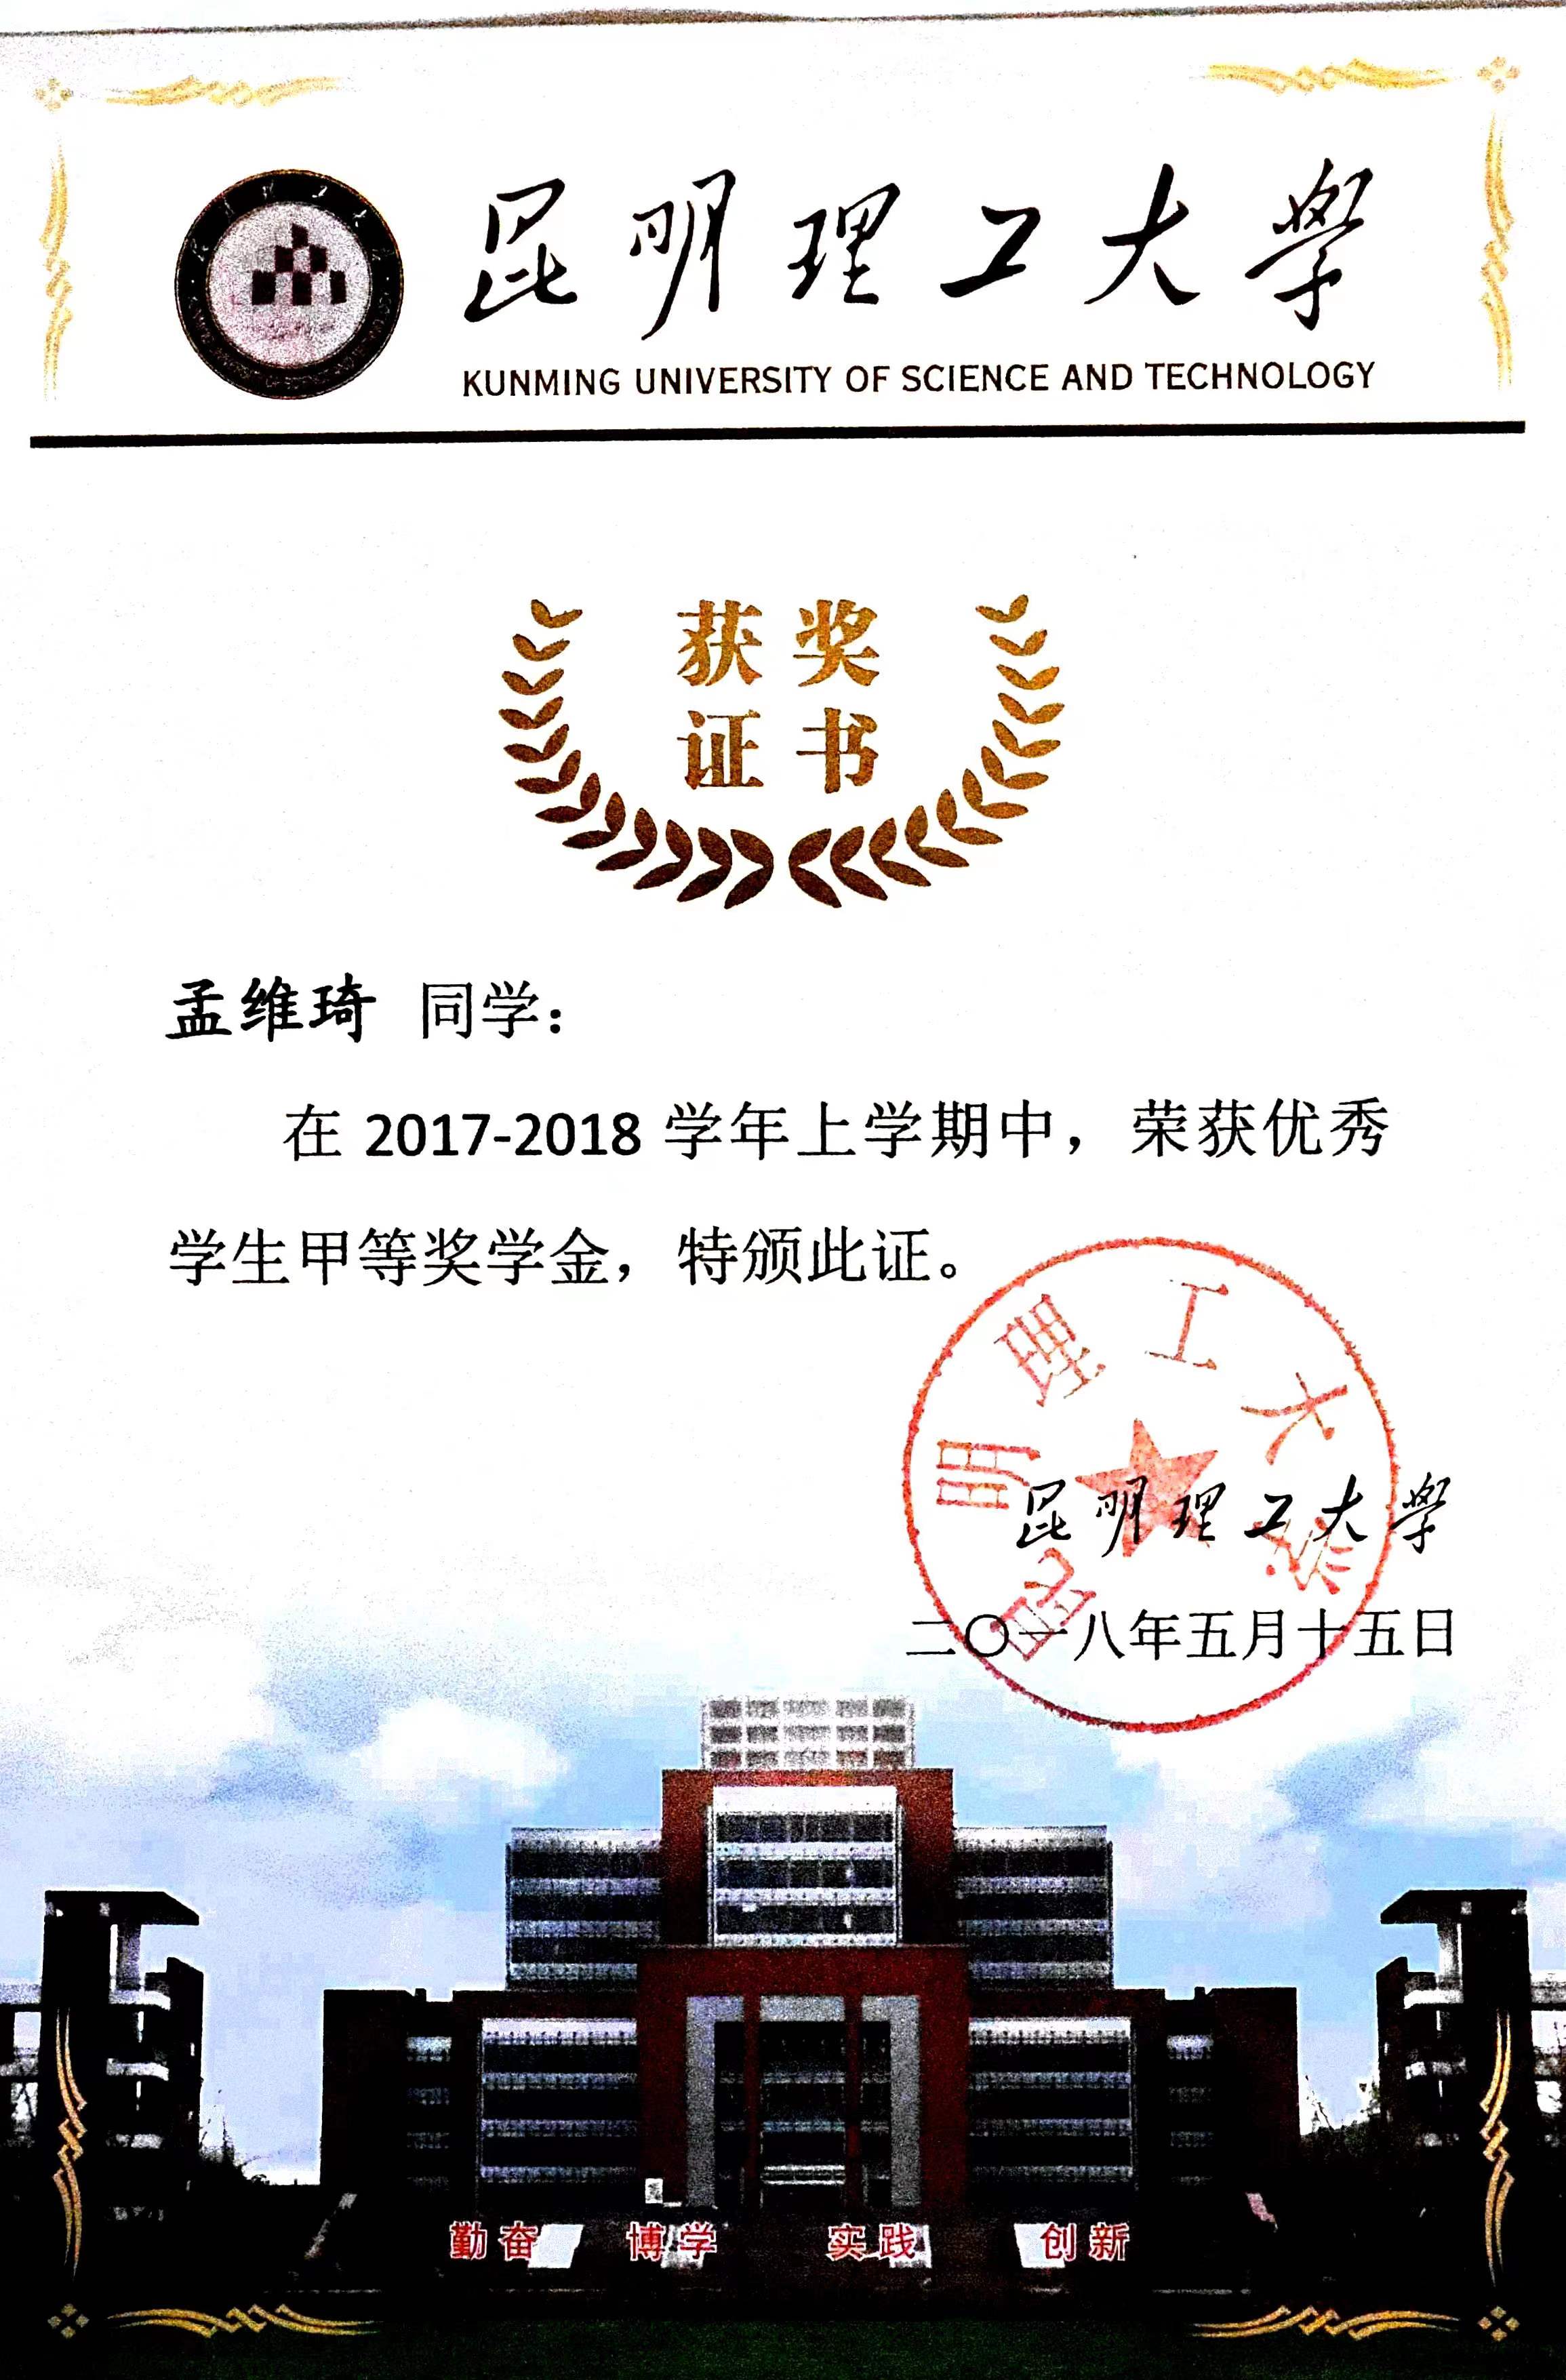 昆明理工大学
KUNMING UNIVERSITY OF SCIENCE AND TECHNOLOGY
获奖
证书
孟维琦 同学：
在 2017-2018 学年上学期中，荣获优秀
学生甲等奖学金，特颁此证。
昆明理工大学
昆明理工大学
二〇一八年五月十五日
勤奋 博学 实践 创新